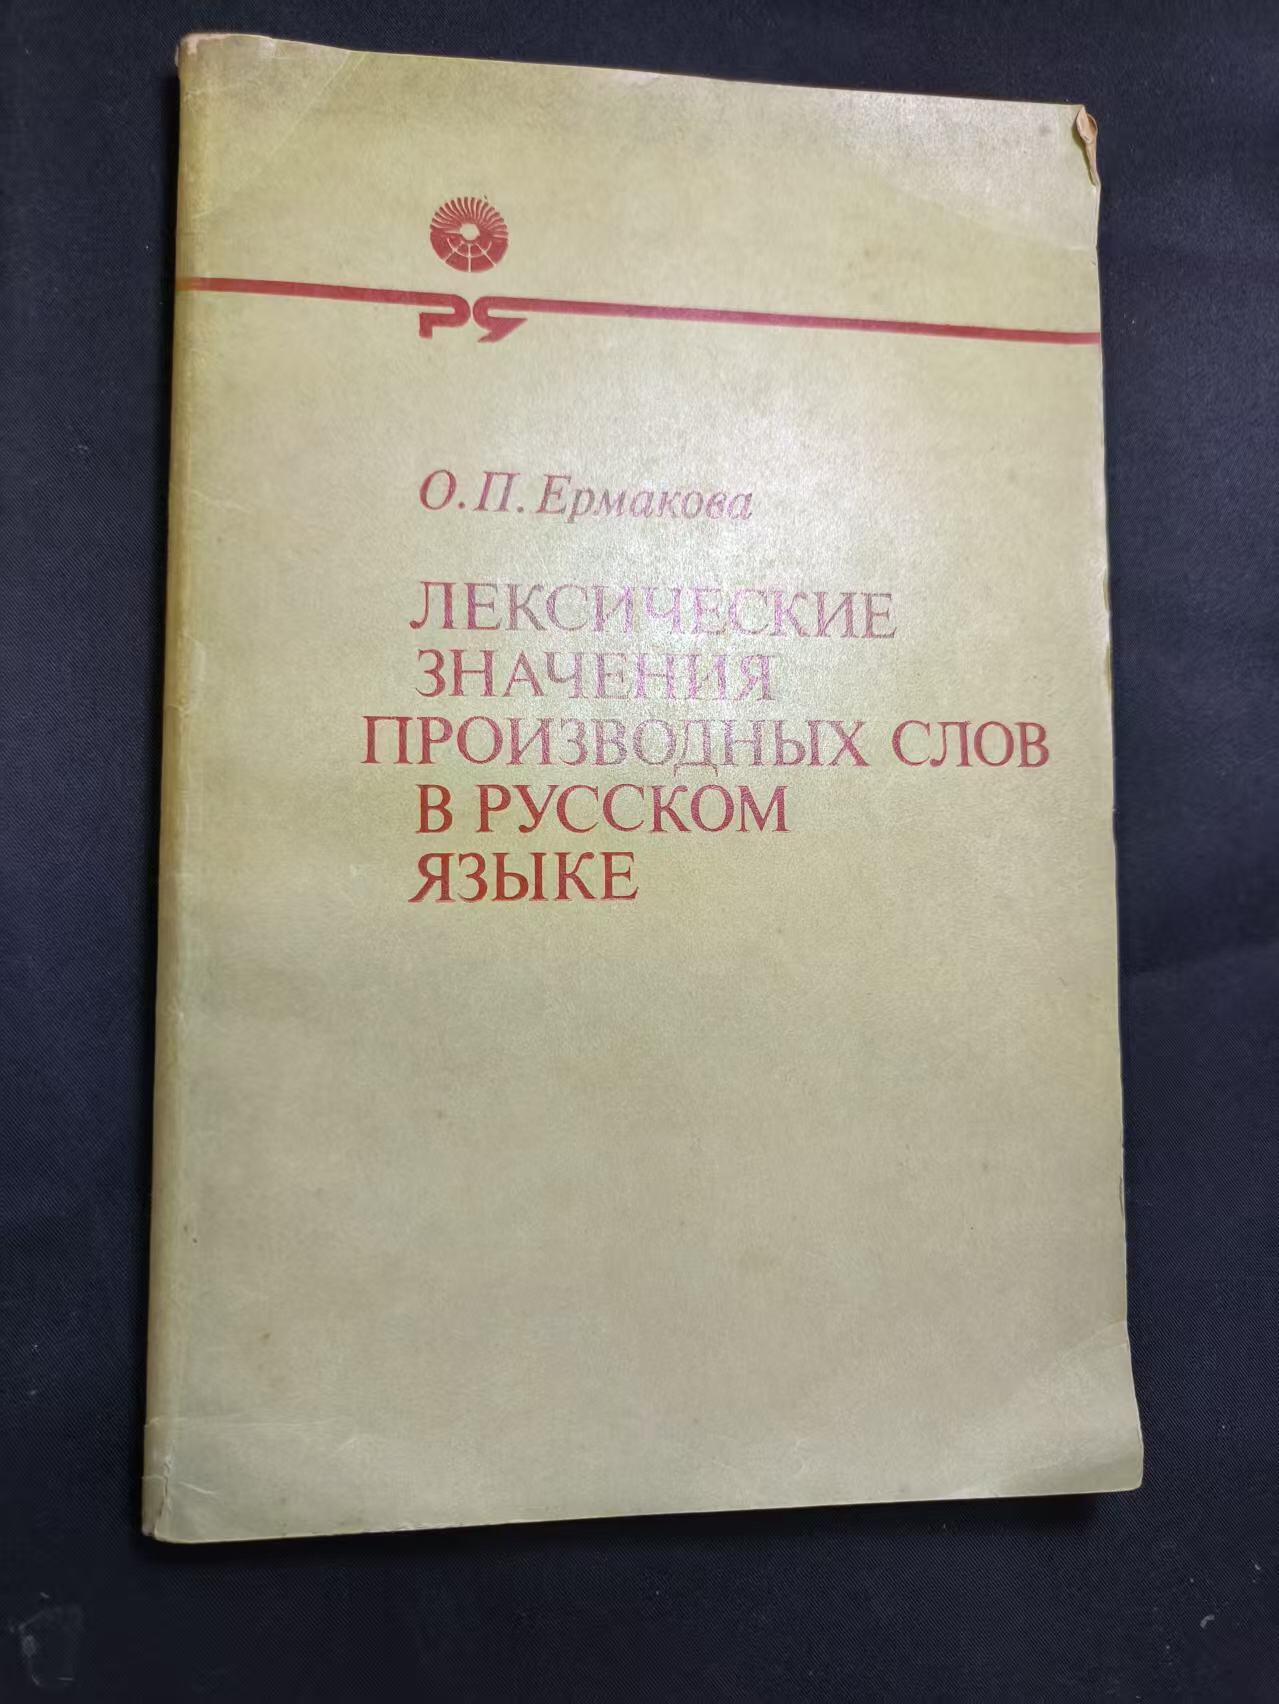 РЯ
О.П. Ермакова
ЛЕКСИЧЕСКИЕ
ЗНАЧЕНИЯ
ПРОИЗВОДНЫХ СЛОВ
В РУССКОМ
ЯЗЫКЕ